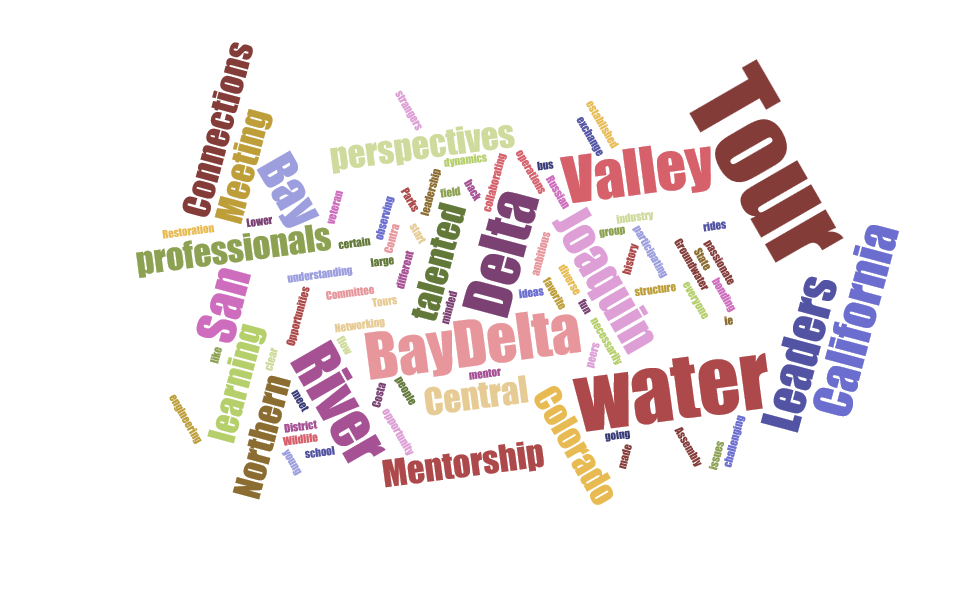 Connections
Meeting
Bay
strangers
perspectives
dynamics
established
exchange
Tour
Valley
bus
operations
collaborating
Russian
back
field
leadership
Parks
veteran
Lower
Restoration
professionals
certain
observing
Contra
start
talented
Delta
Joaquin
ambitious
industry
group
participating
history
rides
Groundwater
State
passionate
bonding
everyone
ie
California
Leaders
San
understanding
large
different
Committee
Tours
Opportunities
minded
ideas
favorite
diverse
fun
structure
necessarily
peers
Networking
flow
BayDelta
like
learning
clear
River
mentor
people
Costa
Central
water
Northern
meet
engineering
District
Wildlife
school
young
opportunity
Mentorship
Colorado
going
made
Assembly
issues
challenging